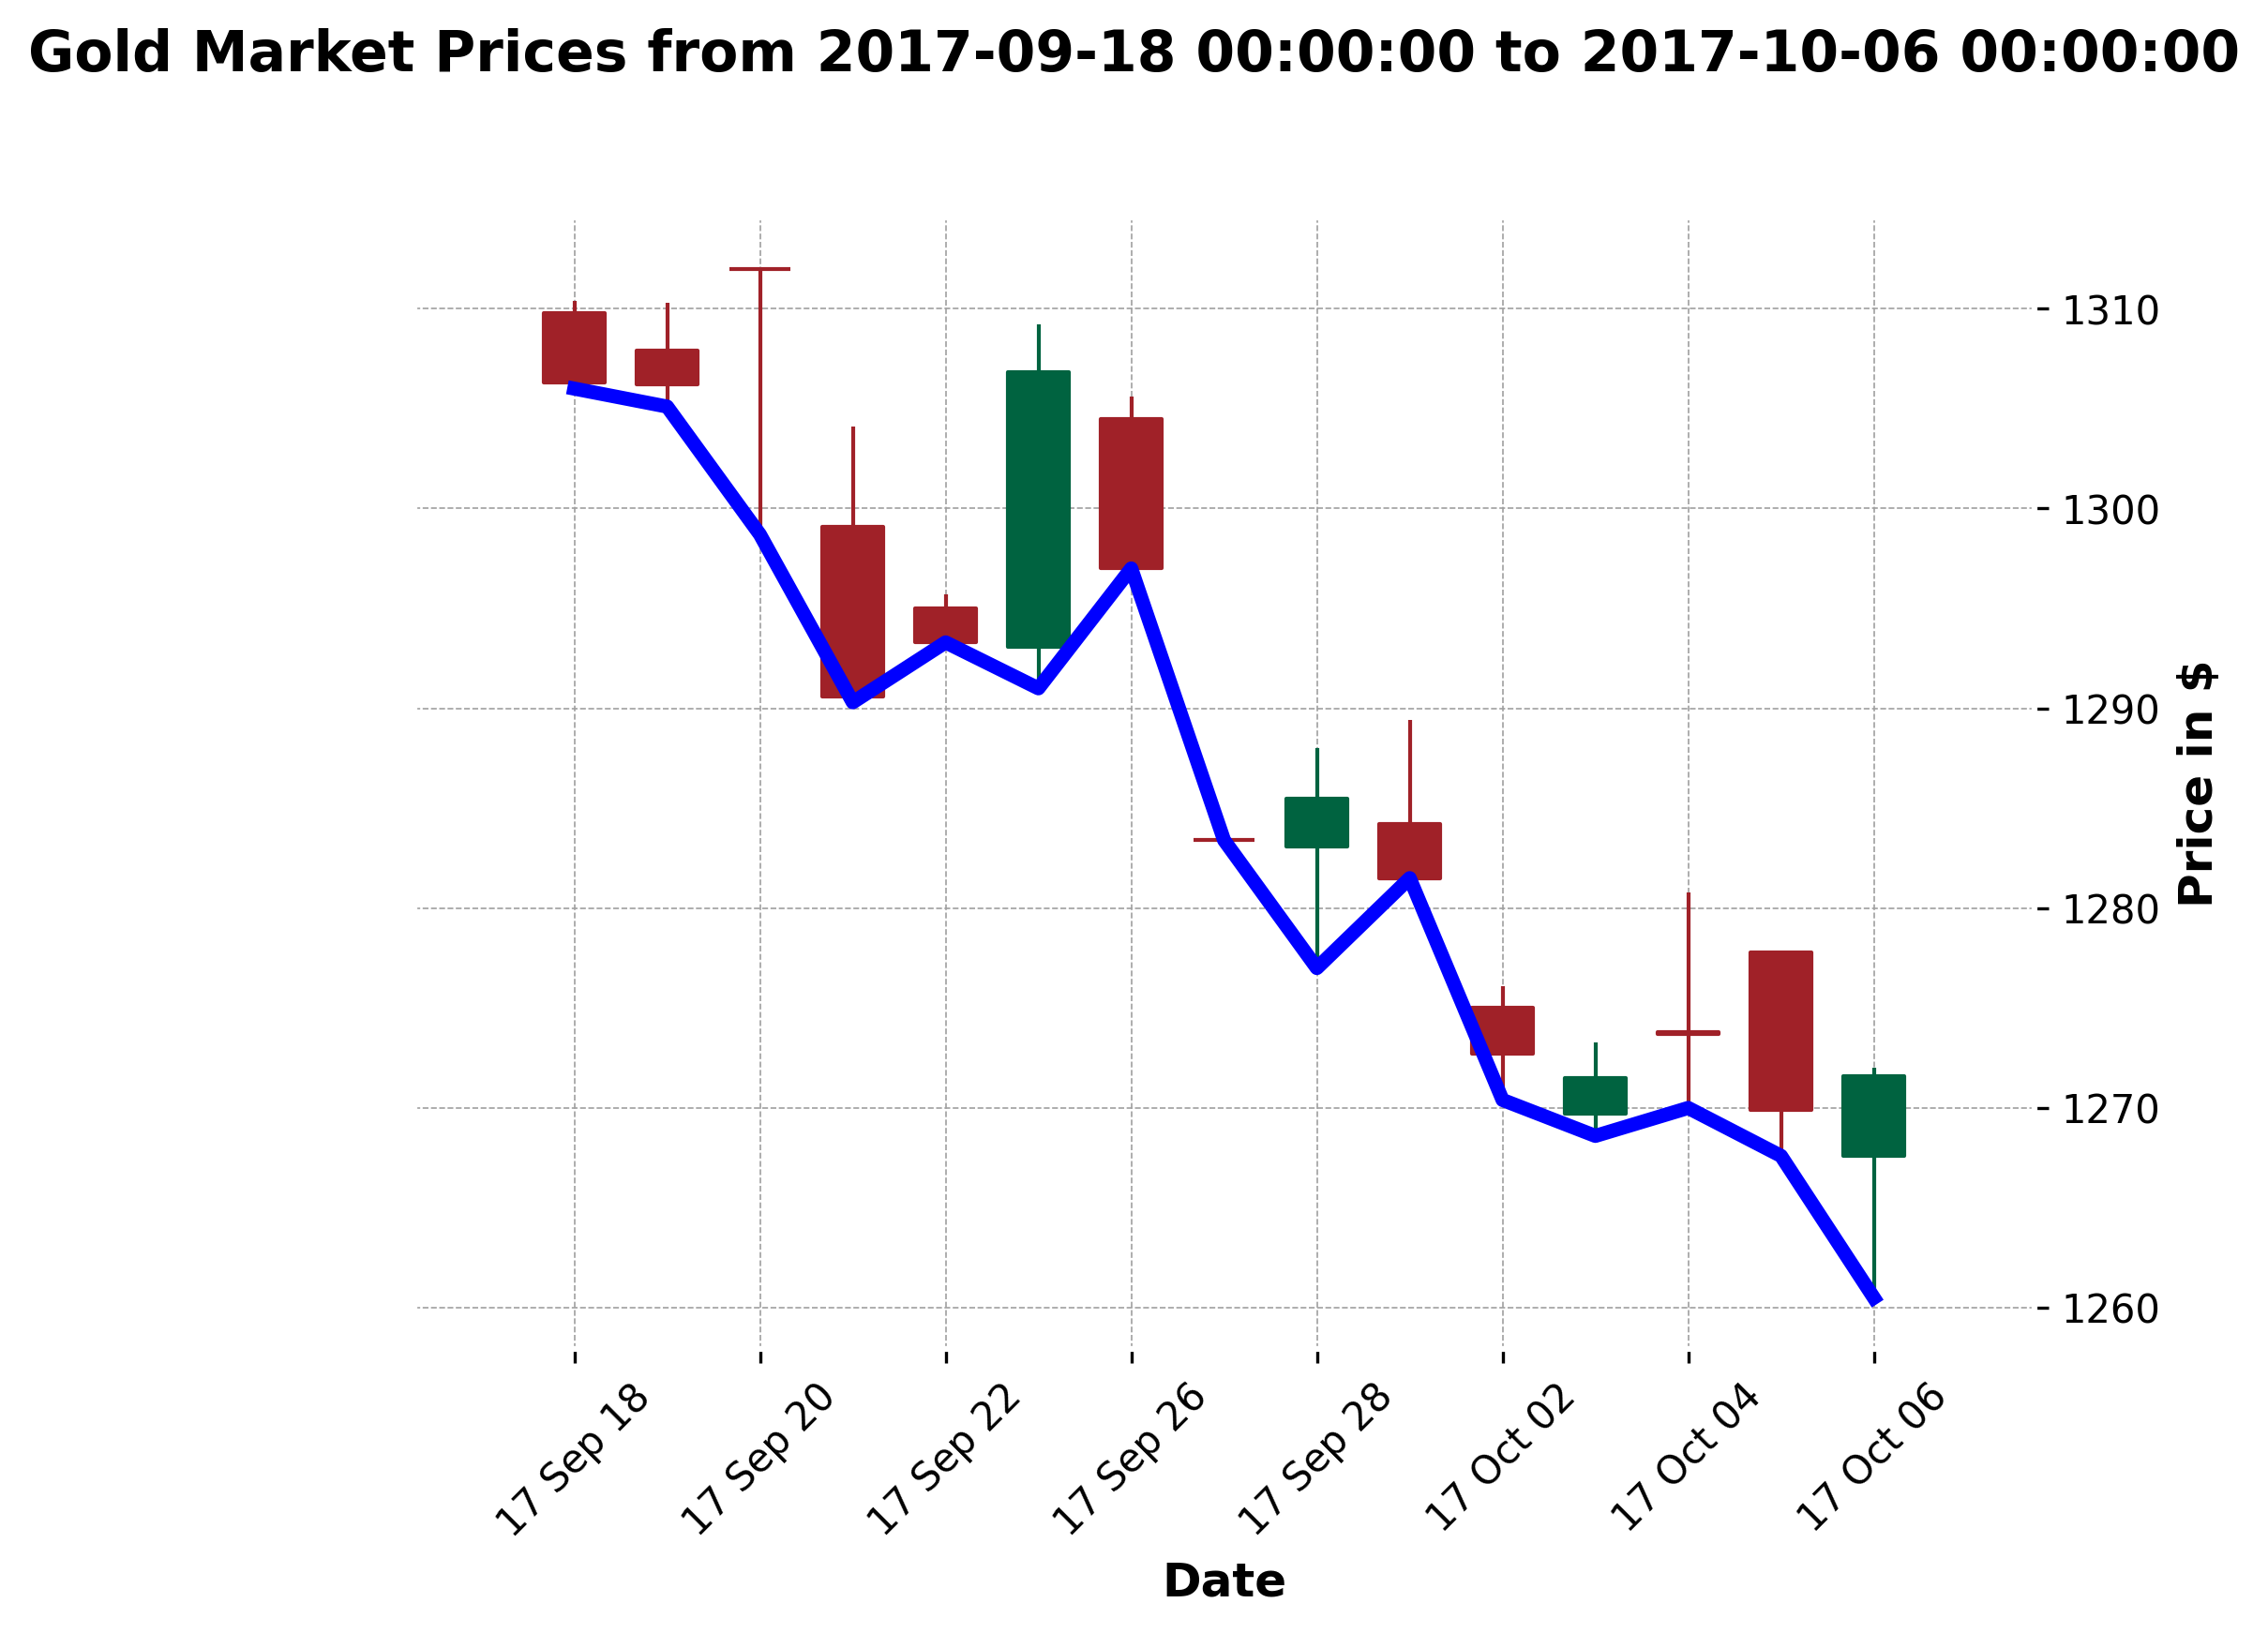 Gold Market Prices from 2017-09-18 00:00:00 to 2017-10-06 00:00:00
1310
1300
1290
1280
1270
1260
Price in $
17 Sep 18
17 Sep 20
17 Sep 22
17 Sep 26
17 Sep 28
17 Oct 02
17 Oct 04
17 Oct 06
Date